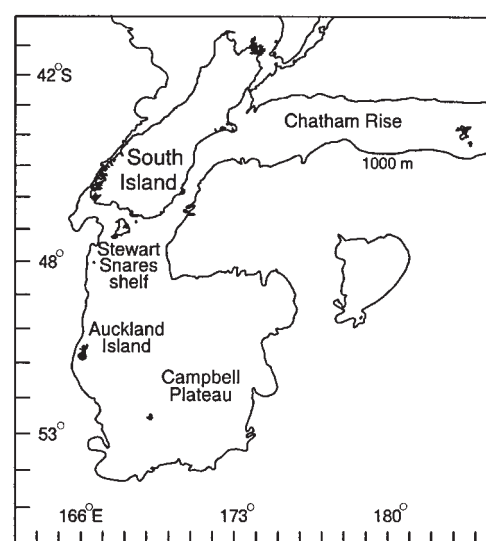 42°S
Chatham Rise
1000 m
South
Island
Stewart
Snares
shelf
48°
Auckland
Island
Campbell
Plateau
53°
166°E
173°
180°